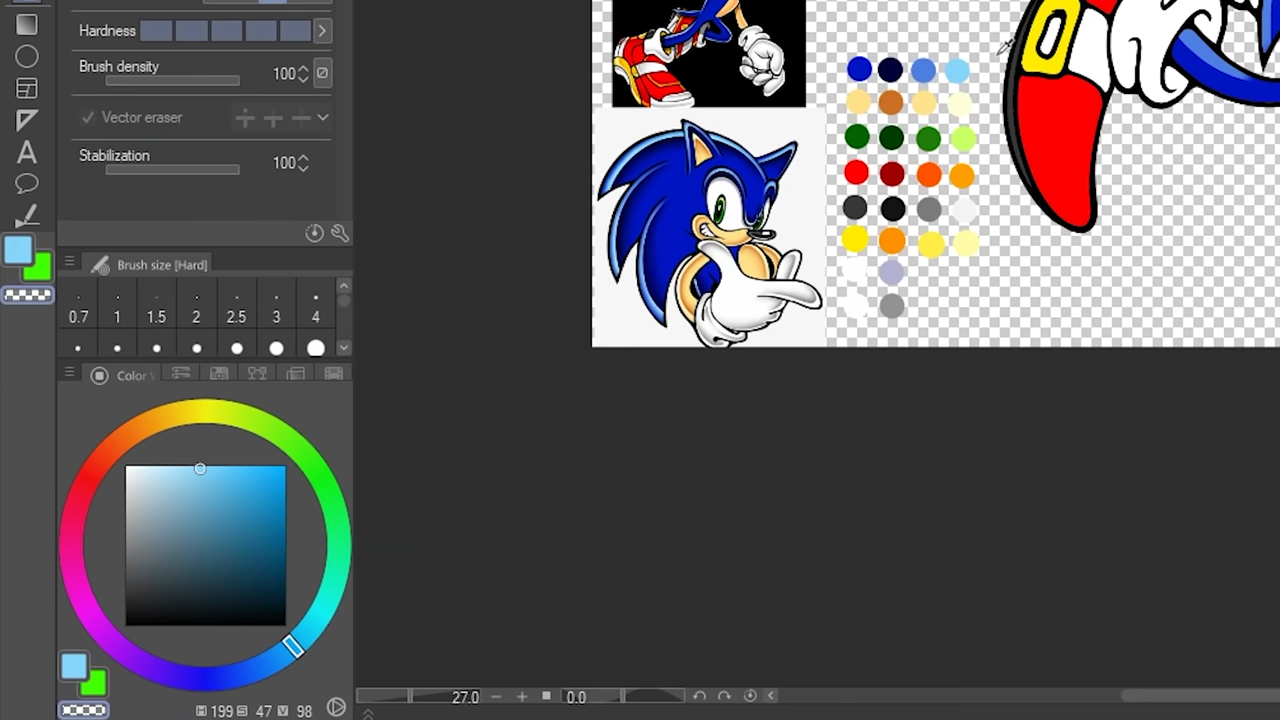 Hardness
Brush density 100
Vector eraser
Stabilization 100
A
Brush size [Hard]
0.7 1 1.5 2 2.5 3 4
Color
H 199 S 47 V 98
27.0 0.0